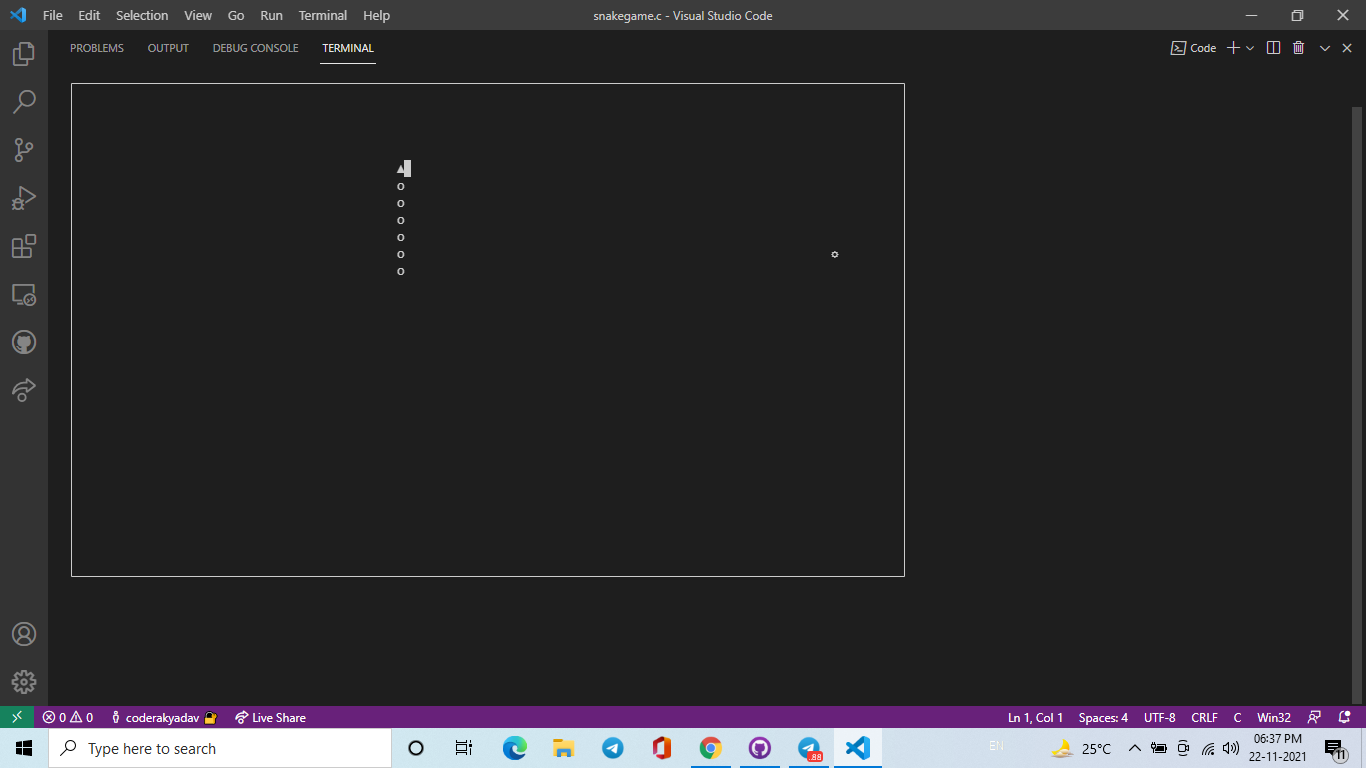 File Edit Selection View Go Run Terminal Help snakegame.c - Visual Studio Code
PROBLEMS OUTPUT DEBUG CONSOLE TERMINAL Code
▲
o
o
o
o
o
o
0 0 coderakyadav Live Share Ln 1, Col 1 Spaces: 4 UTF-8 CRLF C Win32
Type here to search .88 EN 25°C 06:37 PM
22-11-2021 11